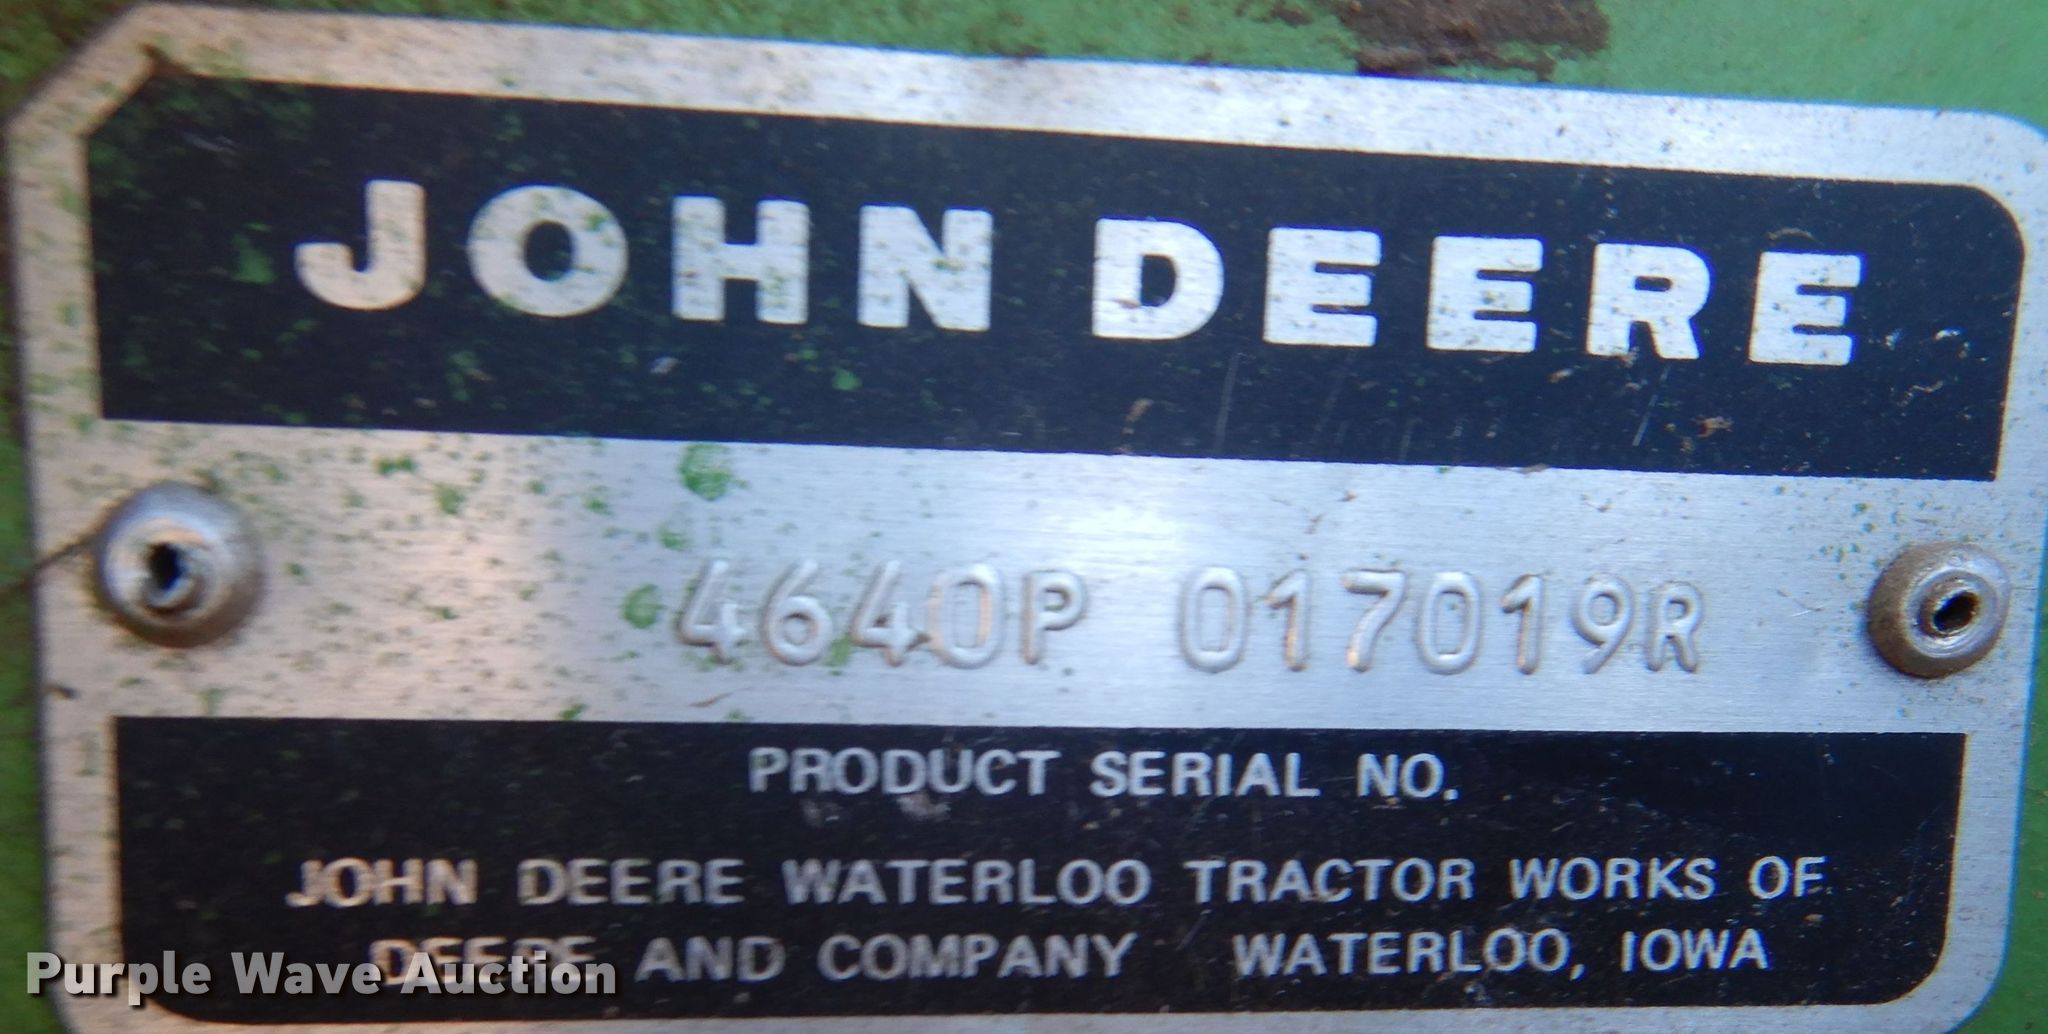 JOHN DEERE
4640P 017019R
PRODUCT SERIAL NO.
JOHN DEERE WATERLOO TRACTOR WORKS OF
DEERE AND COMPANY WATERLOO, IOWA
Purple Wave Auction